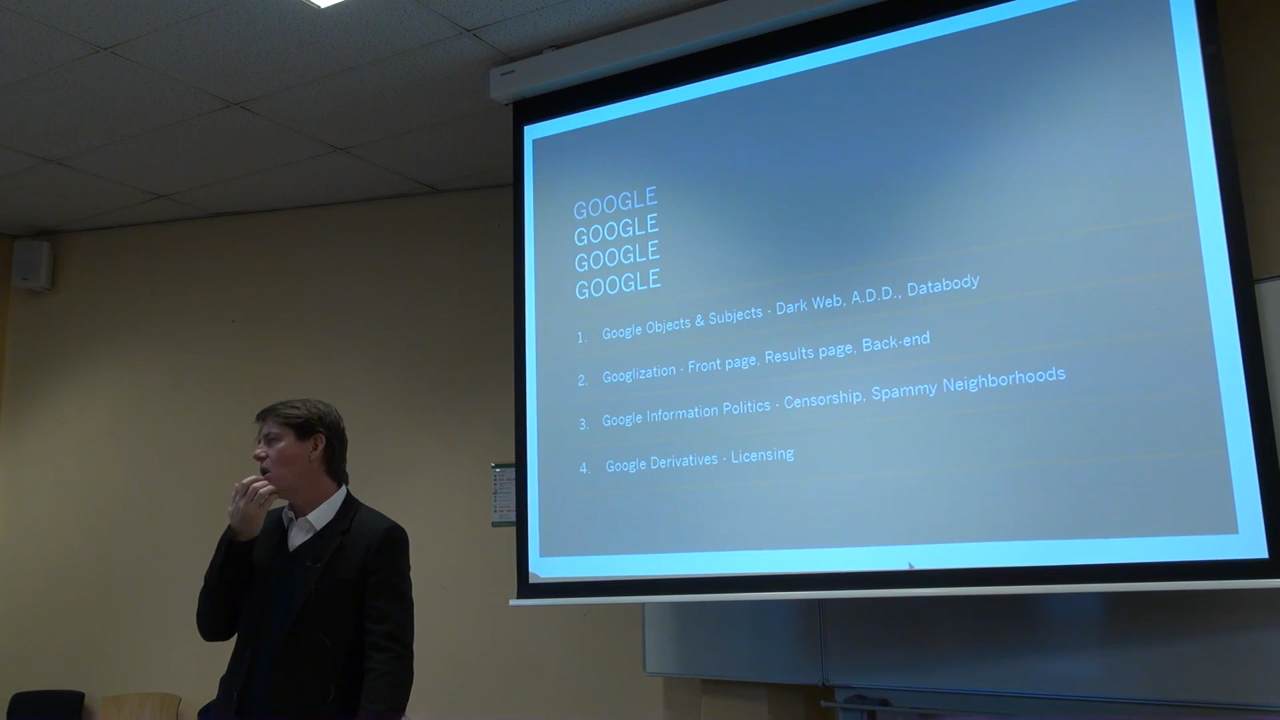 GOOGLE
GOOGLE
GOOGLE
GOOGLE
1. Google Objects & Subjects - Dark Web, A.D.D., Databody
2. Googlization - Front page, Results page, Back-end
3. Google Information Politics - Censorship, Spammy Neighborhoods
4. Google Derivatives - Licensing